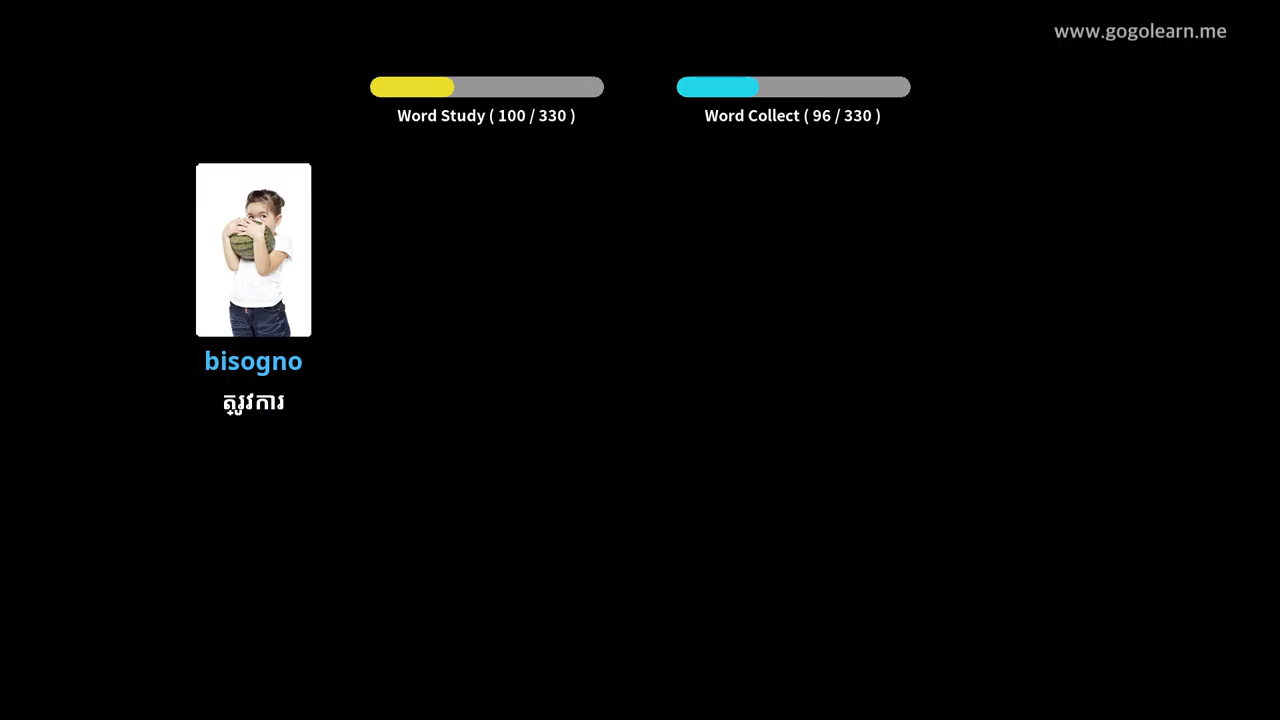 www.gogolearn.me
Word Study ( 100 / 330 )
Word Collect ( 96 / 330 )
bisogno
ត្រូវការ